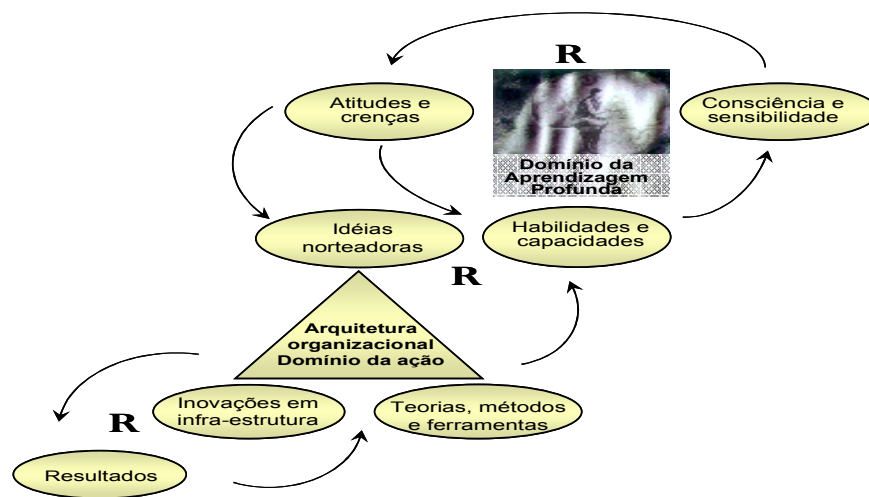 R
Atitudes e
crenças
Consciência e
sensibilidade
Domínio da
Aprendizagem
Profunda
Idéias
norteadoras
Habilidades e
capacidades
R
Arquitetura
organizacional
Domínio da ação
Inovações em
infra-estrutura
Teorias, métodos
e ferramentas
R
Resultados